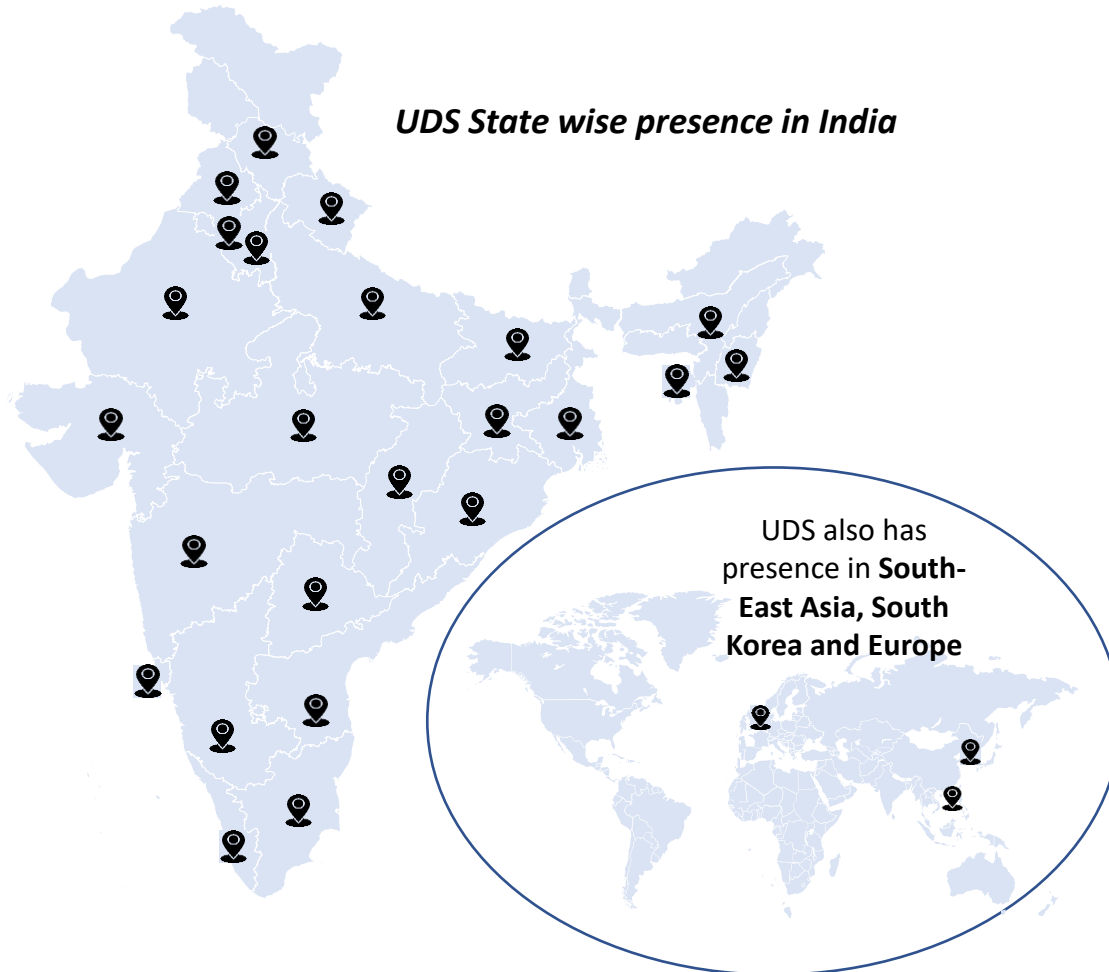 UDS State wise presence in India
UDS also has
presence in South-
East Asia, South
Korea and Europe